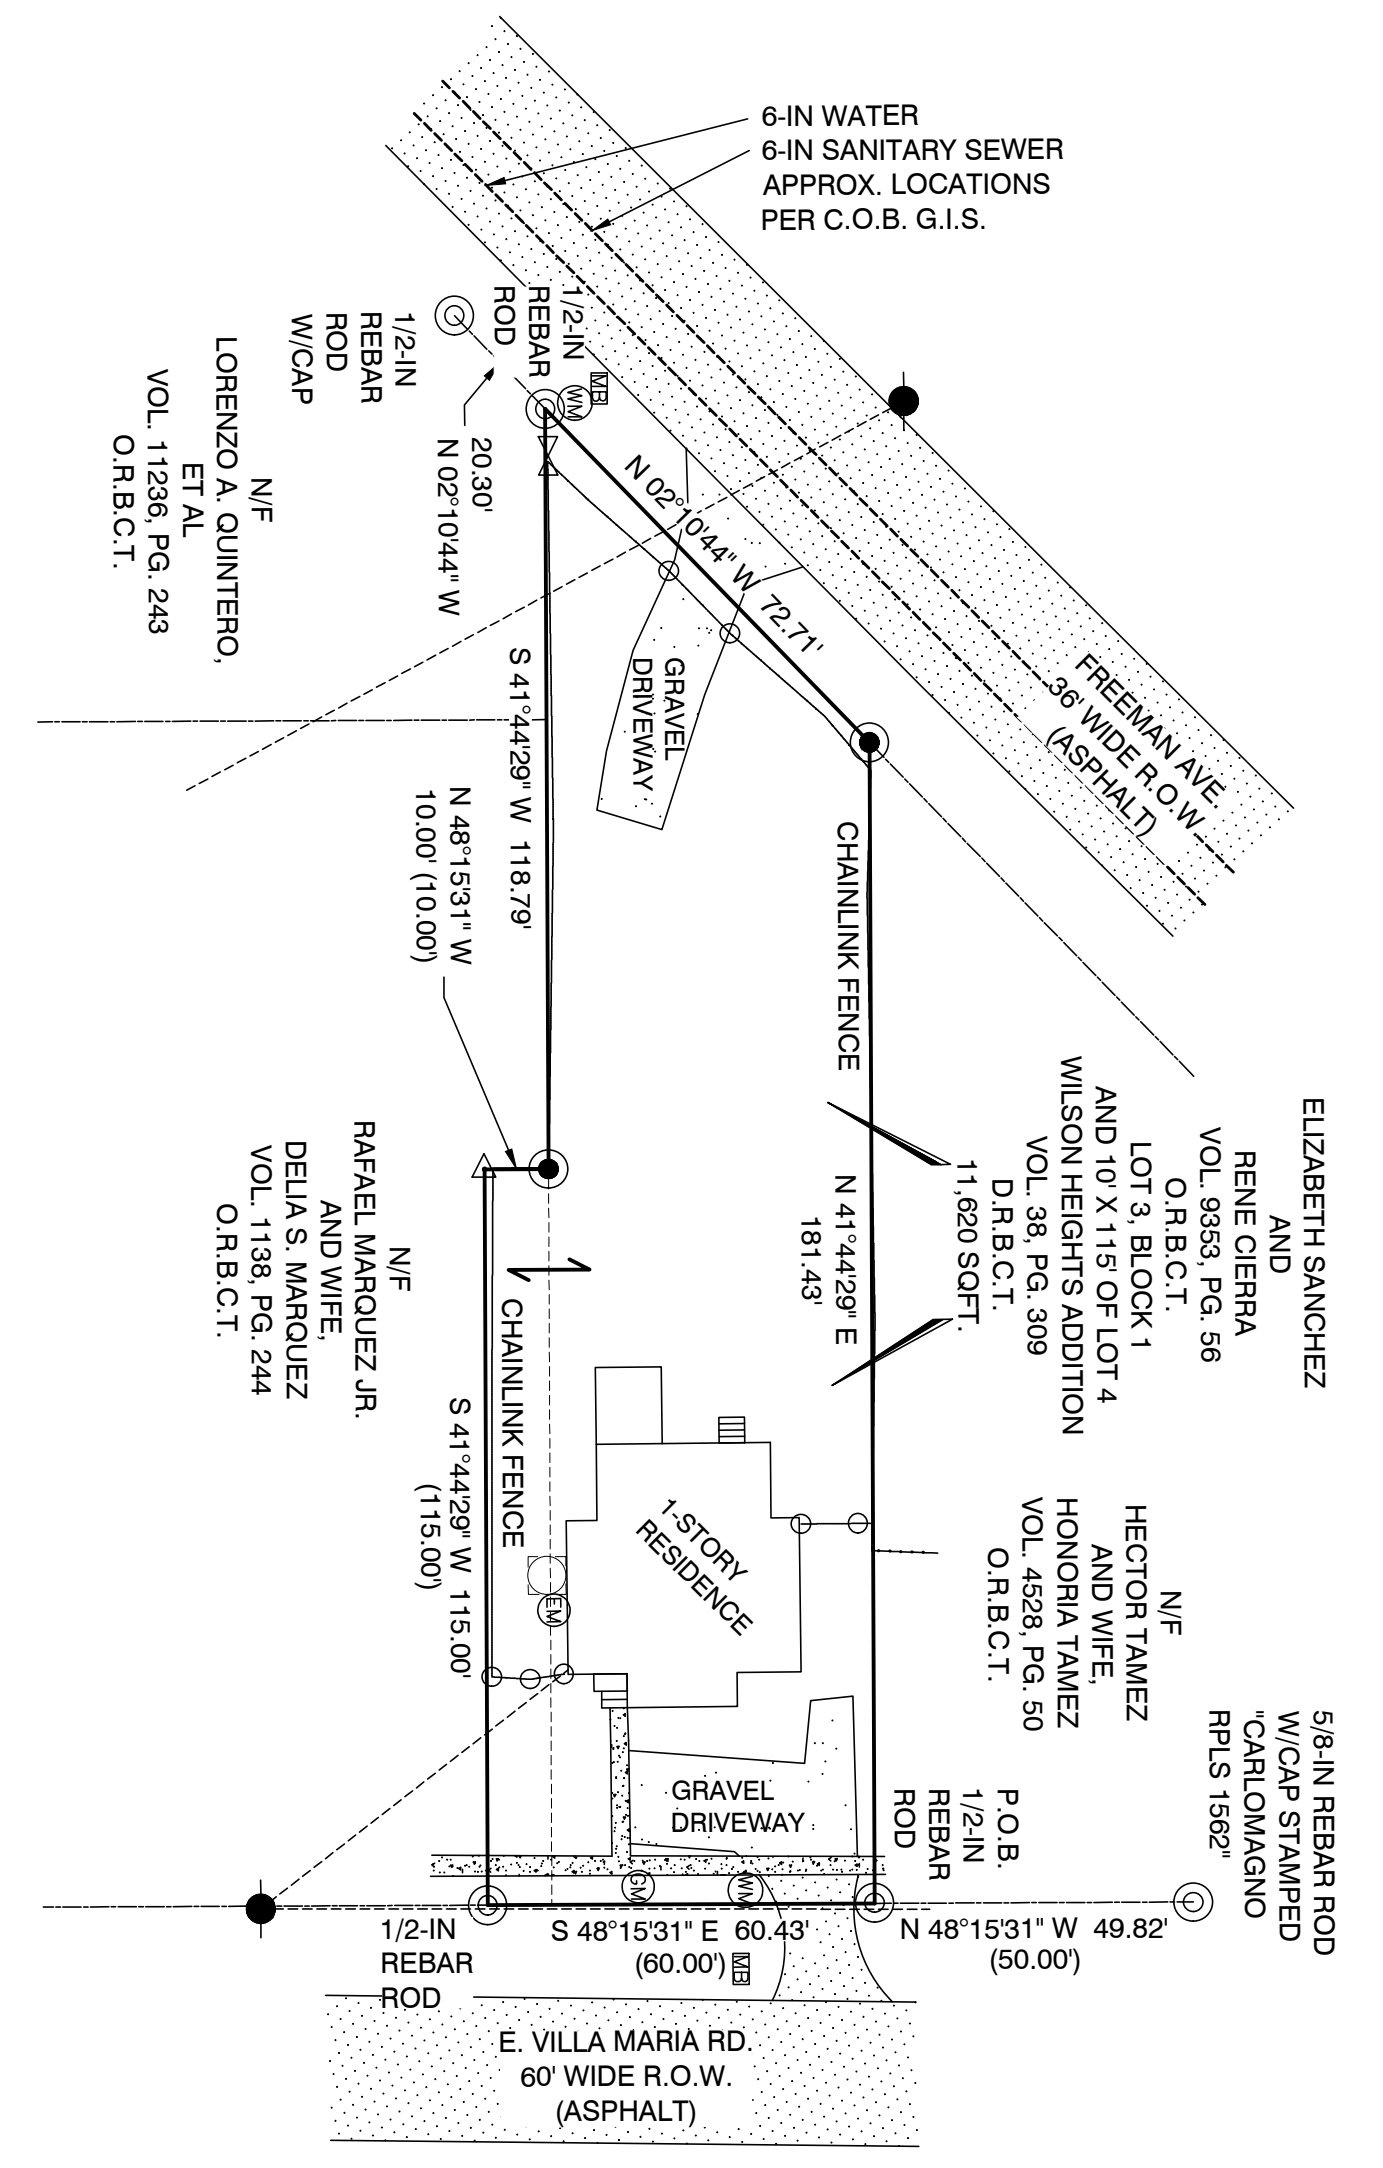 6-IN WATER
6-IN SANITARY SEWER
APPROX. LOCATIONS
PER C.O.B. G.I.S.
1/2-IN
REBAR
ROD
1/2-IN
REBAR
ROD
W/CAP
MB
WM
20.30'
N 02°10'44" W
N/F
LORENZO A. QUINTERO,
ET AL
VOL. 11236, PG. 243
O.R.B.C.T.
N 02°10'44" W 72.71'
GRAVEL
DRIVEWAY
FREEMAN AVE.
36' WIDE R.O.W.
(ASPHALT)
S 41°44'29" W 118.79'
N 48°15'31" W
10.00' (10.00')
CHAINLINK FENCE
N 41°44'29" E
181.43'
ELIZABETH SANCHEZ
AND
RENE CIERRA
VOL. 9353, PG. 56
O.R.B.C.T.
LOT 3, BLOCK 1
AND 10' X 115' OF LOT 4
WILSON HEIGHTS ADDITION
VOL. 38, PG. 309
D.R.B.C.T.
11,620 SQFT.
N/F
RAFAEL MARQUEZ JR.
AND WIFE,
DELIA S. MARQUEZ
VOL. 1138, PG. 244
O.R.B.C.T.
CHAINLINK FENCE
S 41°44'29" W 115.00'
(115.00')
1-STORY
RESIDENCE
EM
N/F
HECTOR TAMEZ
AND WIFE,
HONORIA TAMEZ
VOL. 4528, PG. 50
O.R.B.C.T.
5/8-IN REBAR ROD
W/CAP STAMPED
"CARLOMAGNO
RPLS 1562"
P.O.B.
1/2-IN
REBAR
ROD
GRAVEL
DRIVEWAY
GM
WM
1/2-IN
REBAR
ROD
S 48°15'31" E 60.43'
(60.00')
MB
N 48°15'31" W 49.82'
(50.00')
E. VILLA MARIA RD.
60' WIDE R.O.W.
(ASPHALT)